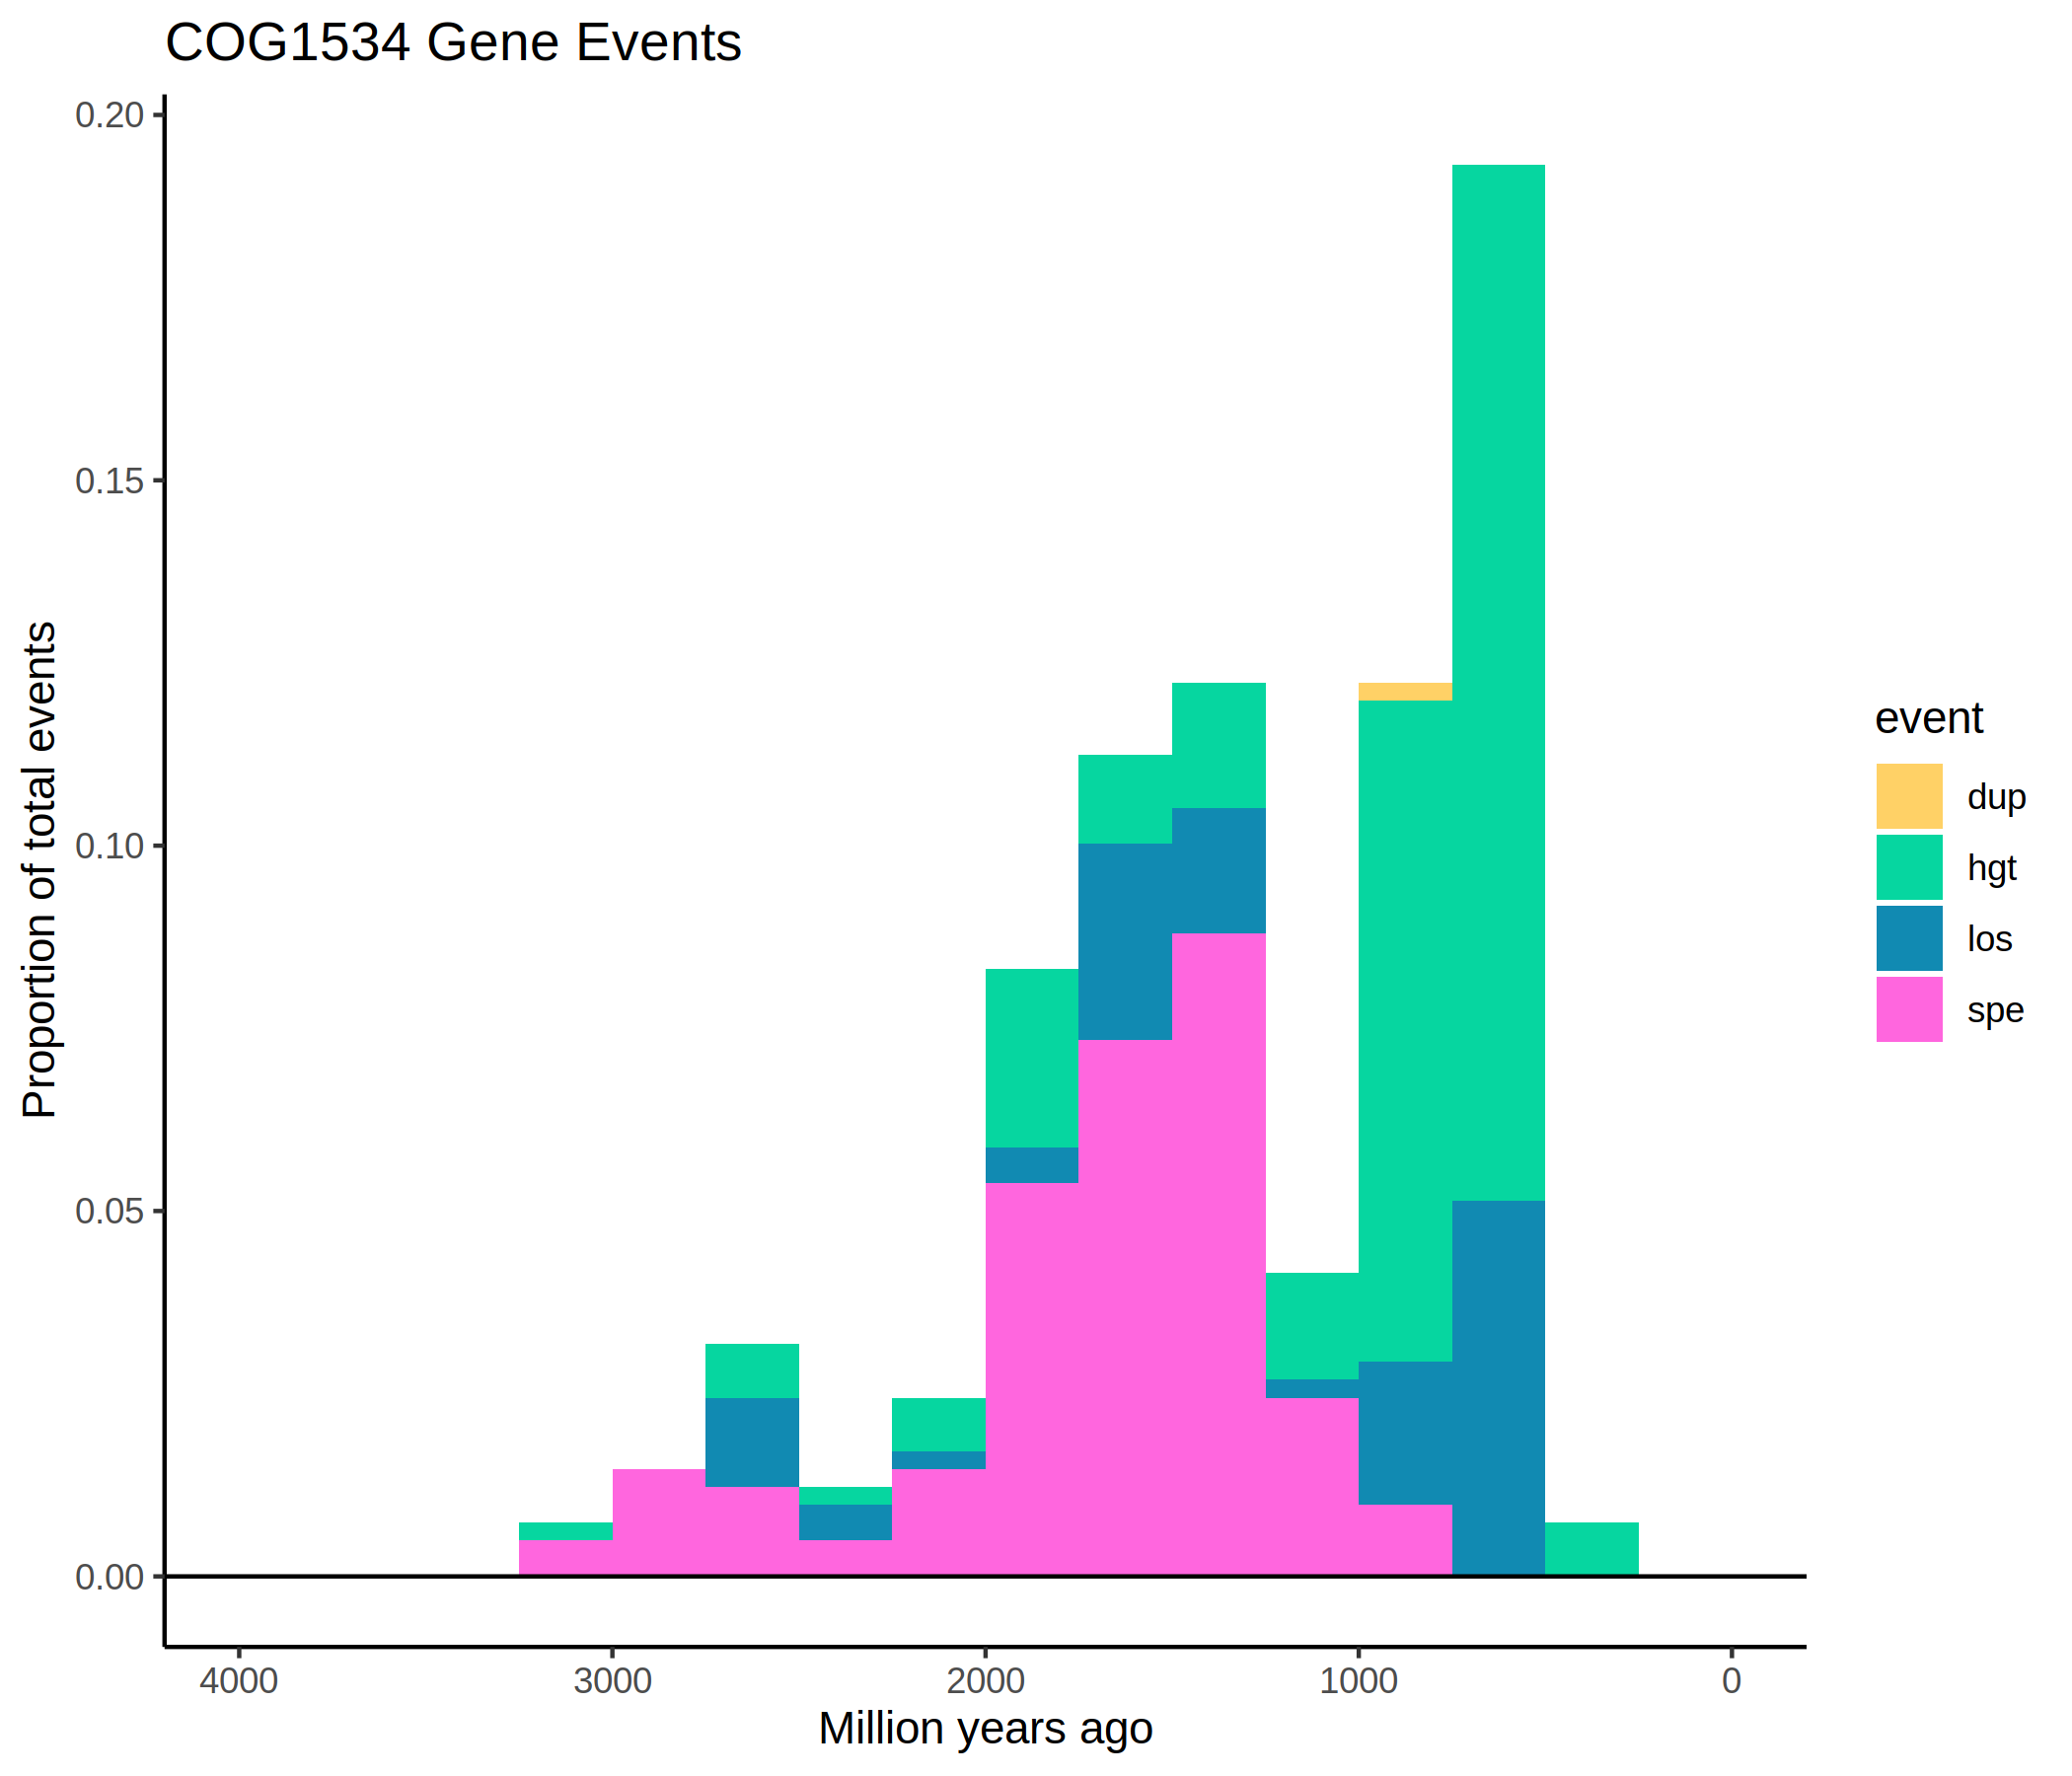 COG1534 Gene Events
Proportion of total events
0.20
0.15
0.10
0.05
0.00
4000 3000 2000 1000 0
Million years ago
event
dup
hgt
los
spe